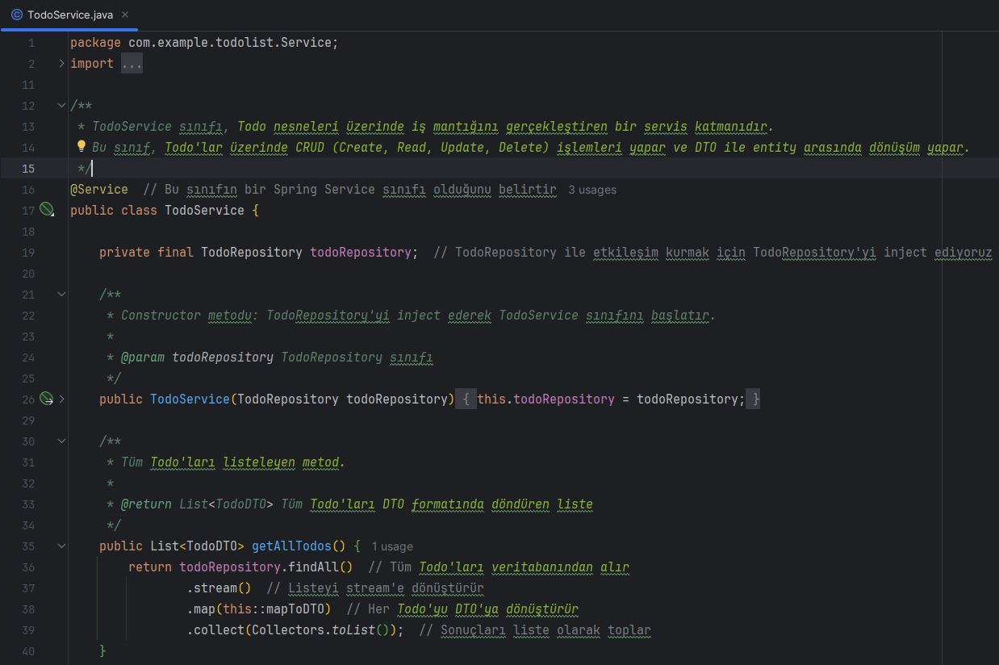 TodoService.java ×
1 package com.example.todolist.Service;
2 import ...
11
12 /**
13 * TodoService sınıfı, Todo nesneleri üzerinde iş mantığını gerçekleştiren bir servis katmanıdır.
14 Bu sınıf, Todo'lar üzerinde CRUD (Create, Read, Update, Delete) işlemleri yapar ve DTO ile entity arasında dönüşüm yapar.
15 */
16 @Service // Bu sınıfın bir Spring Service sınıfı olduğunu belirtir 3 usages
17 public class TodoService {
18
19 private final TodoRepository todoRepository; // TodoRepository ile etkileşim kurmak için TodoRepository'yi inject ediyoruz
20
21 /**
22 * Constructor metodu: TodoRepository'yi inject ederek TodoService sınıfını başlatır.
23 *
24 * @param todoRepository TodoRepository sınıfı
25 */
26 public TodoService(TodoRepository todoRepository) { this.todoRepository = todoRepository; }
29
30 /**
31 * Tüm Todo'ları listeleyen metod.
32 *
33 * @return List<TodoDTO> Tüm Todo'ları DTO formatında döndüren liste
34 */
35 public List<TodoDTO> getAllTodos() { 1 usage
36 return todoRepository.findAll() // Tüm Todo'ları veritabanından alır
37 .stream() // Listeyi stream'e dönüştürür
38 .map(this::mapToDTO) // Her Todo'yu DTO'ya dönüştürür
39 .collect(Collectors.toList()); // Sonuçları liste olarak toplar
40 }